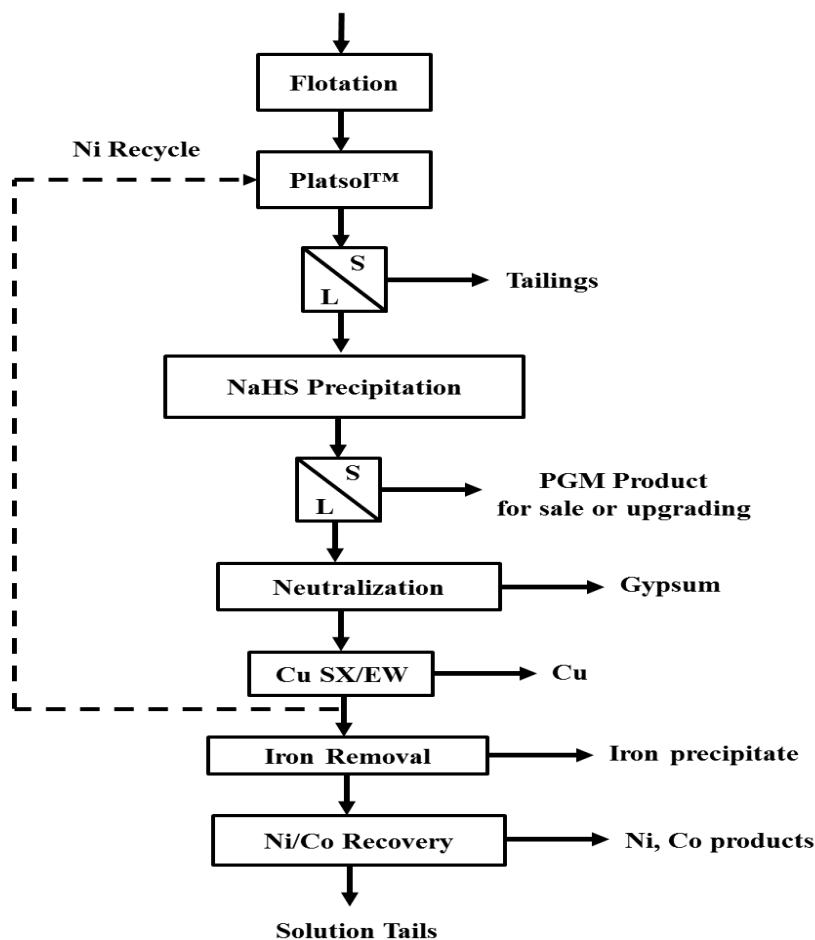 Flotation
Ni Recycle
Platsol™
S
L
Tailings
NaHS Precipitation
S
L
PGM Product
for sale or upgrading
Neutralization
Gypsum
Cu SX/EW
Cu
Iron Removal
Iron precipitate
Ni/Co Recovery
Ni, Co products
Solution Tails